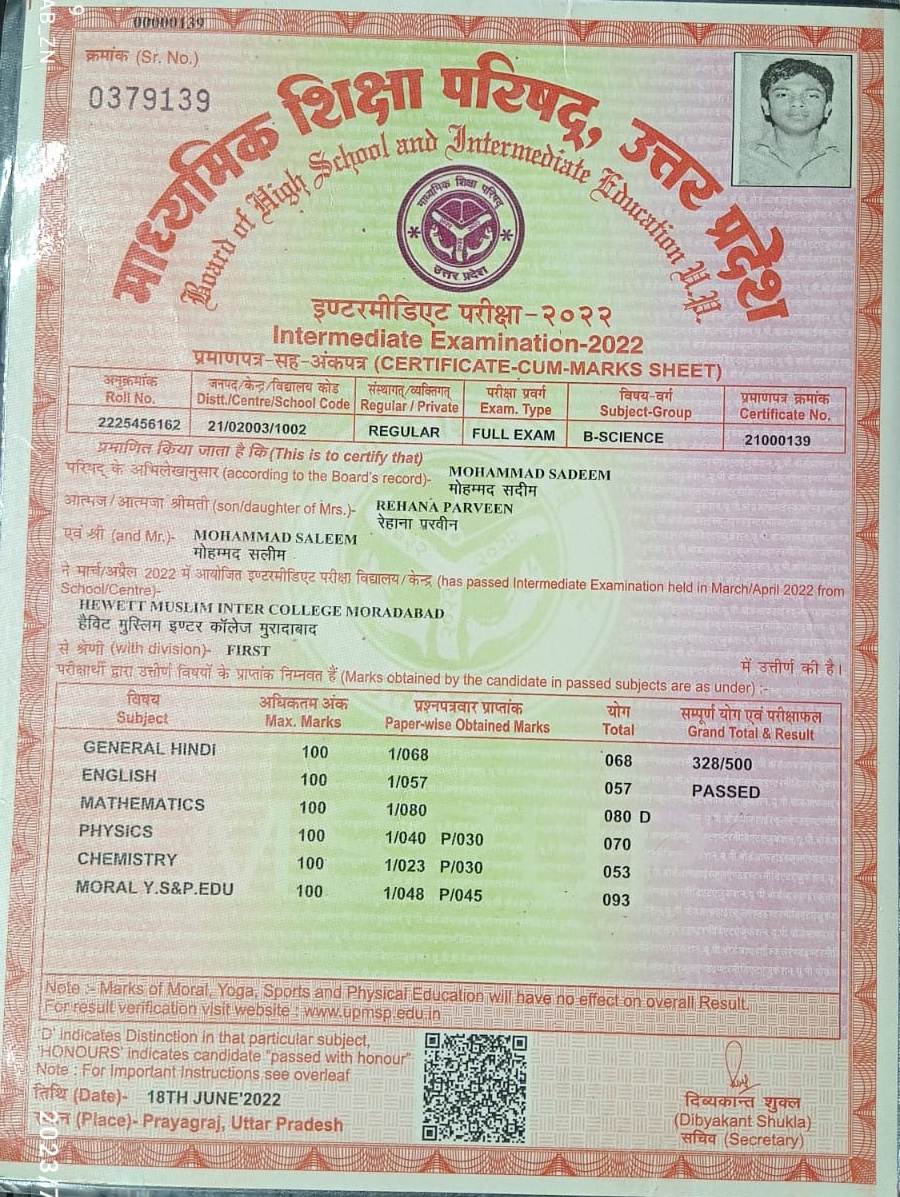 00000139
क्रमांक (Sr. No.)
0379139
माध्यमिक शिक्षा परिषद्, उत्तर प्रदेश
Board of High School and Intermediate Education U.P.
माध्यमिक शिक्षा परिषद्
उत्तर प्रदेश
इण्टरमीडिएट परीक्षा-२०२२
Intermediate Examination-2022
प्रमाणपत्र-सह-अंकपत्र (CERTIFICATE-CUM-MARKS SHEET)
अनुक्रमांक जनपद/केन्द्र/विद्यालय कोड संस्थागत/व्यक्तिगत परीक्षा प्रवर्ग विषय-वर्ग प्रमाणपत्र क्रमांक
Roll No. Distt./Centre/School Code Regular / Private Exam. Type Subject-Group Certificate No.
2225456162 21/02003/1002 REGULAR FULL EXAM B-SCIENCE 21000139
प्रमाणित किया जाता है कि (This is to certify that)
परिषद् के अभिलेखानुसार (according to the Board's record)- MOHAMMAD SADEEM
मोहम्मद सदीम
आत्मज/आत्मजा श्रीमती (son/daughter of Mrs.)- REHANA PARVEEN
रेहाना परवीन
एवं श्री (and Mr.)- MOHAMMAD SALEEM
मोहम्मद सलीम
ने मार्च/अप्रैल 2022 में आयोजित इण्टरमीडिएट परीक्षा विद्यालय/केन्द्र (has passed Intermediate Examination held in March/April 2022 from
School/Centre)-
HEWETT MUSLIM INTER COLLEGE MORADABAD
हैविट मुस्लिम इण्टर कॉलेज मुरादाबाद
से श्रेणी (with division)- FIRST में उत्तीर्ण की है।
परीक्षार्थी द्वारा उत्तीर्ण विषयों के प्राप्तांक निम्नवत हैं (Marks obtained by the candidate in passed subjects are as under) :-
विषय अधिकतम अंक प्रश्नपत्रवार प्राप्तांक योग सम्पूर्ण योग एवं परीक्षाफल
Subject Max. Marks Paper-wise Obtained Marks Total Grand Total & Result
GENERAL HINDI 100 1/068 068 328/500
ENGLISH 100 1/057 057 PASSED
MATHEMATICS 100 1/080 080 D
PHYSICS 100 1/040 P/030 070
CHEMISTRY 100 1/023 P/030 053
MORAL Y.S&P.EDU 100 1/048 P/045 093
Note :- Marks of Moral, Yoga, Sports and Physical Education will have no effect on overall Result.
For result verification visit website : www.upmsp.edu.in
'D' indicates Distinction in that particular subject,
'HONOURS' indicates candidate "passed with honour"
Note : For Important Instructions see overleaf
तिथि (Date)- 18TH JUNE'2022
(Place)- Prayagraj, Uttar Pradesh
दिव्यकान्त शुक्ल
(Dibyakant Shukla)
सचिव (Secretary)